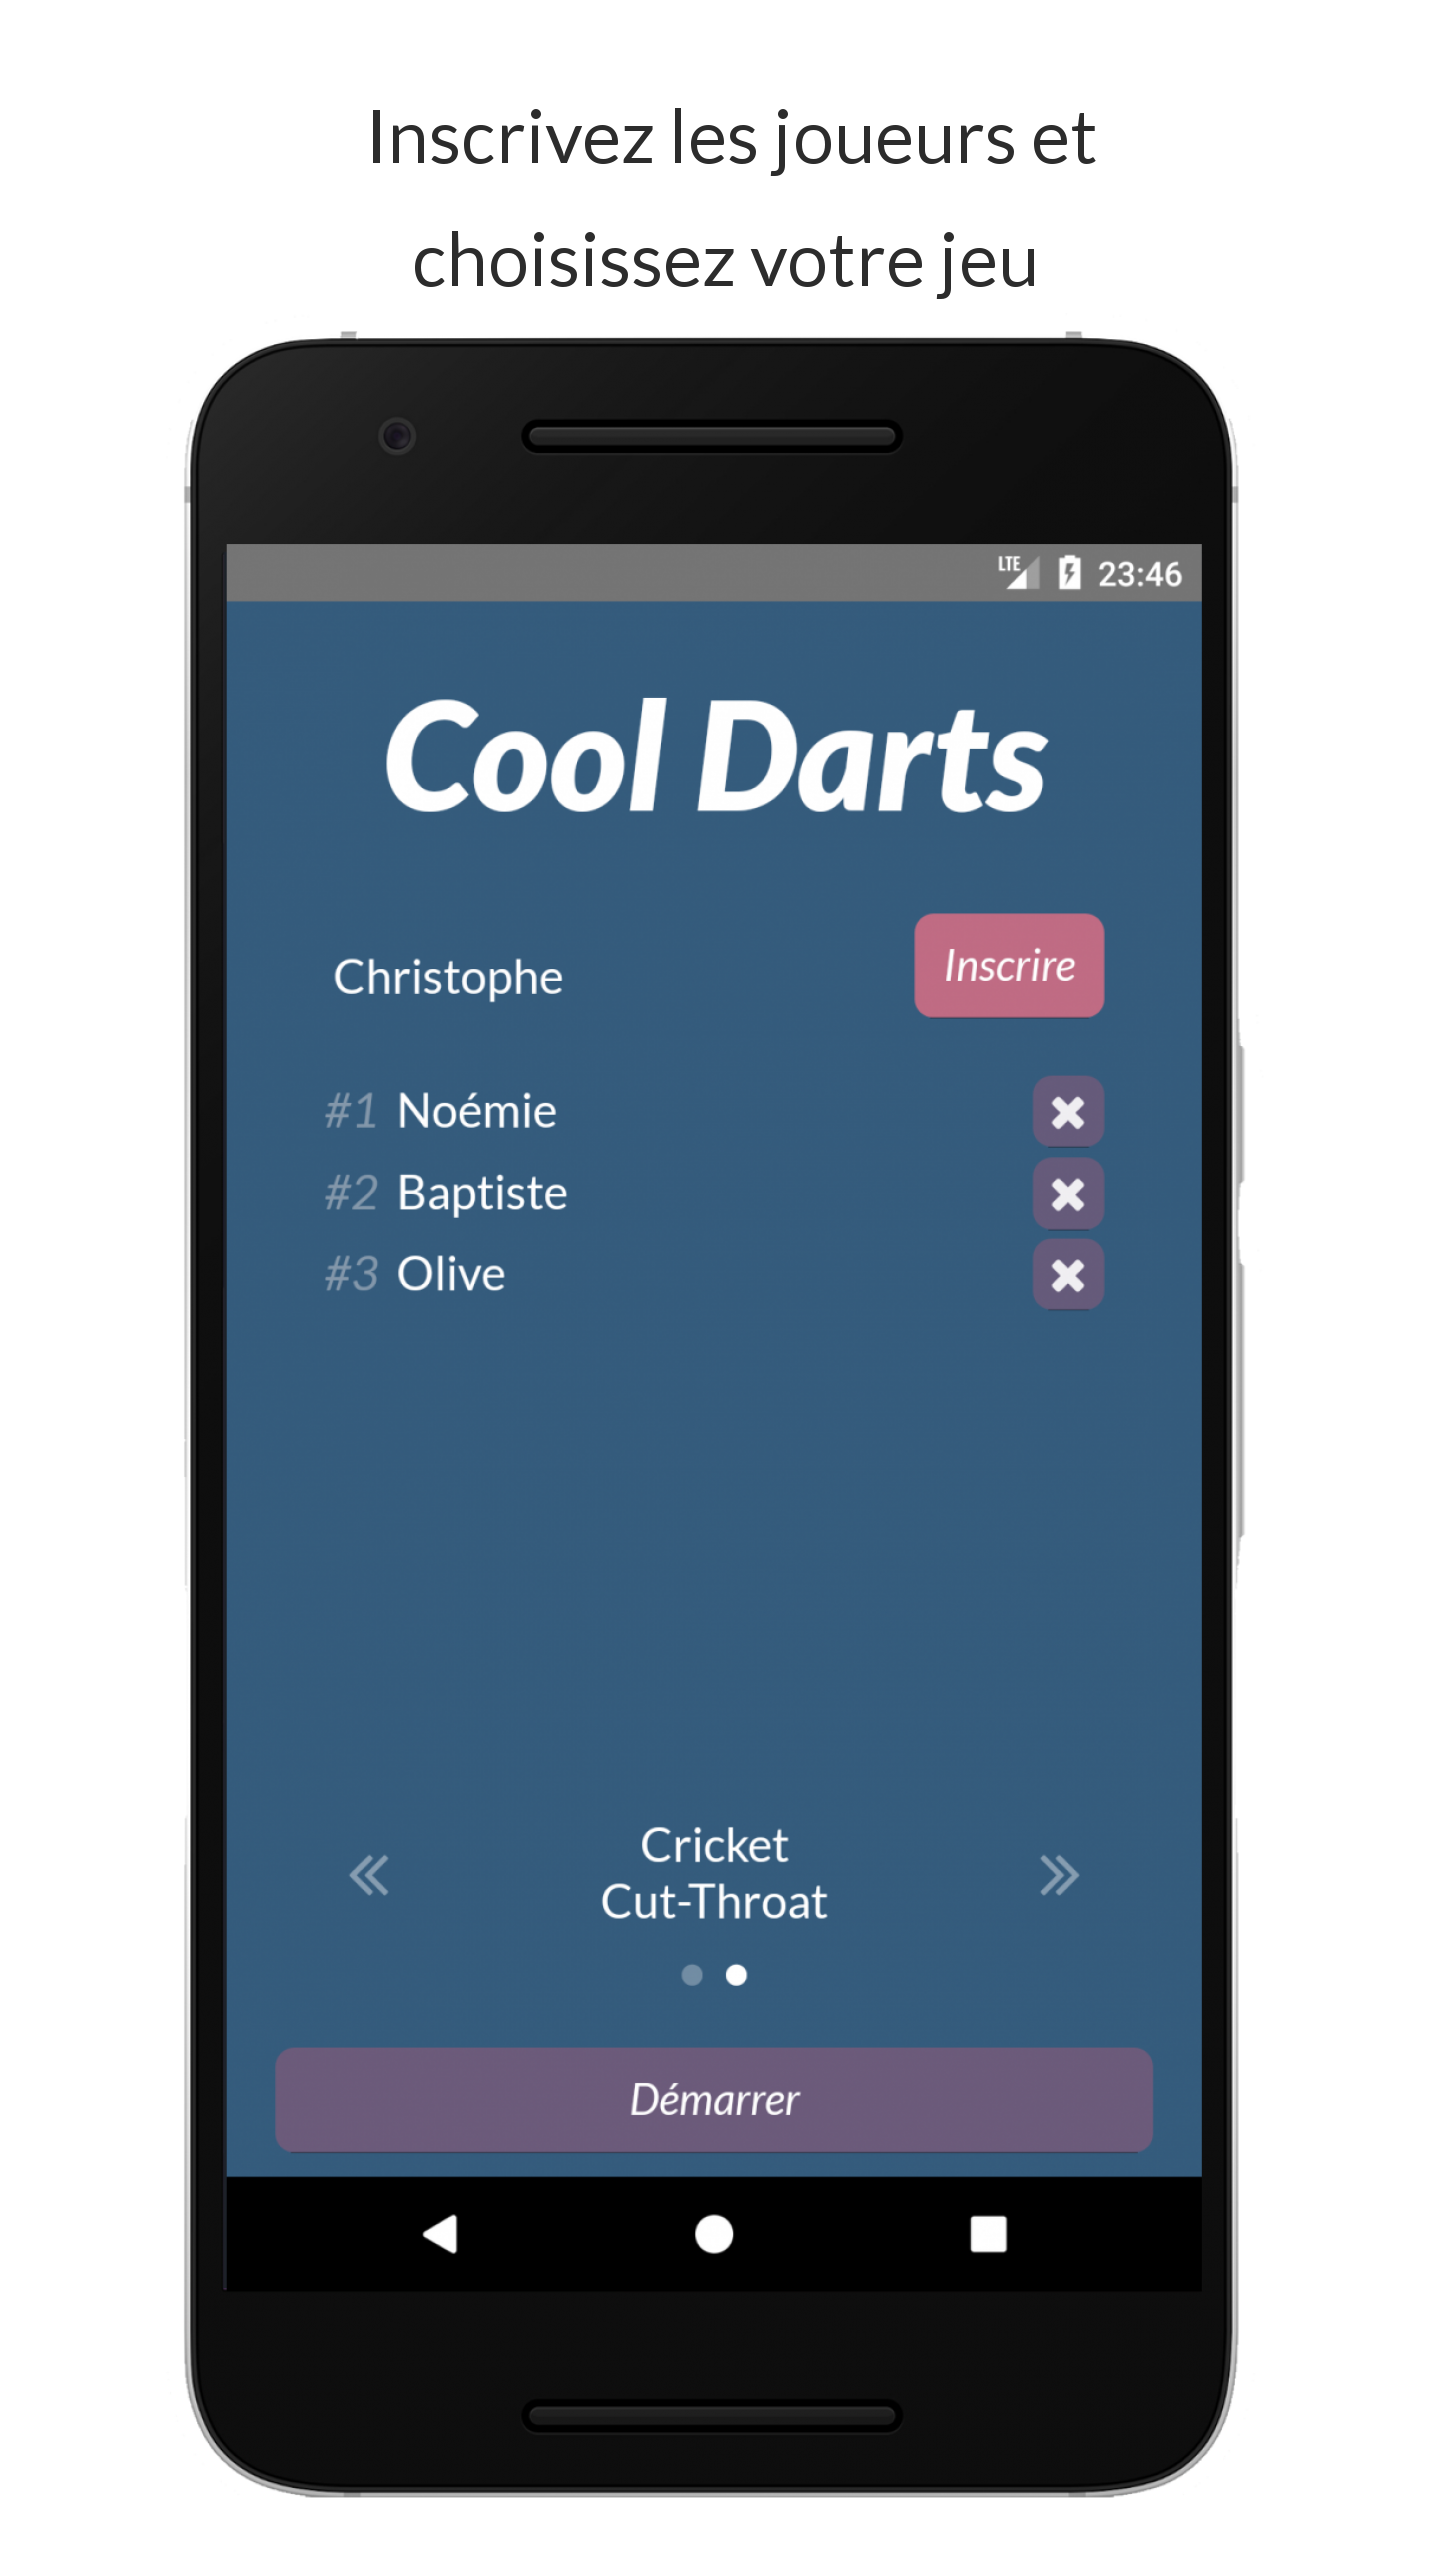 Inscrivez les joueurs et
choisissez votre jeu
LTE 23:46
Cool Darts
Christophe Inscrire
#1 Noémie
#2 Baptiste
#3 Olive
Cricket
Cut-Throat
Démarrer